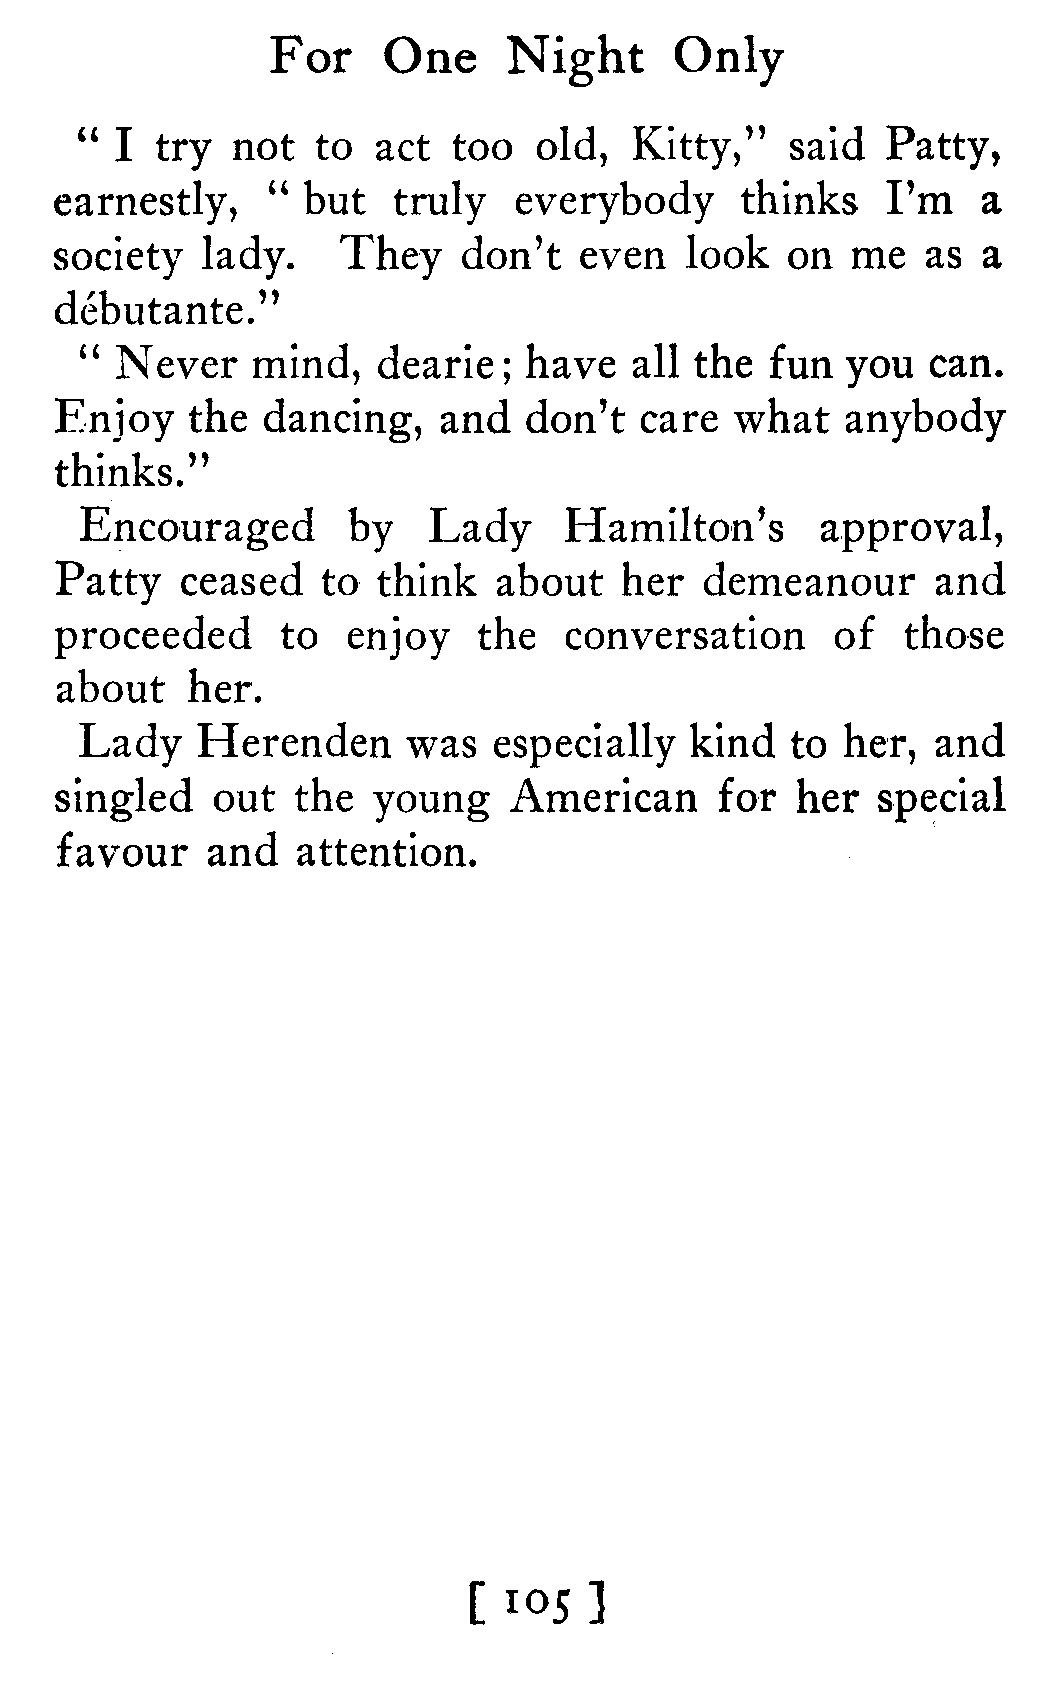 For One Night Only
" I try not to act too old, Kitty," said Patty,
earnestly, " but truly everybody thinks I'm a
society lady. They don't even look on me as a
débutante."
" Never mind, dearie; have all the fun you can.
Enjoy the dancing, and don't care what anybody
thinks."
Encouraged by Lady Hamilton's approval,
Patty ceased to think about her demeanour and
proceeded to enjoy the conversation of those
about her.
Lady Herenden was especially kind to her, and
singled out the young American for her special
favour and attention.
[ 105 ]